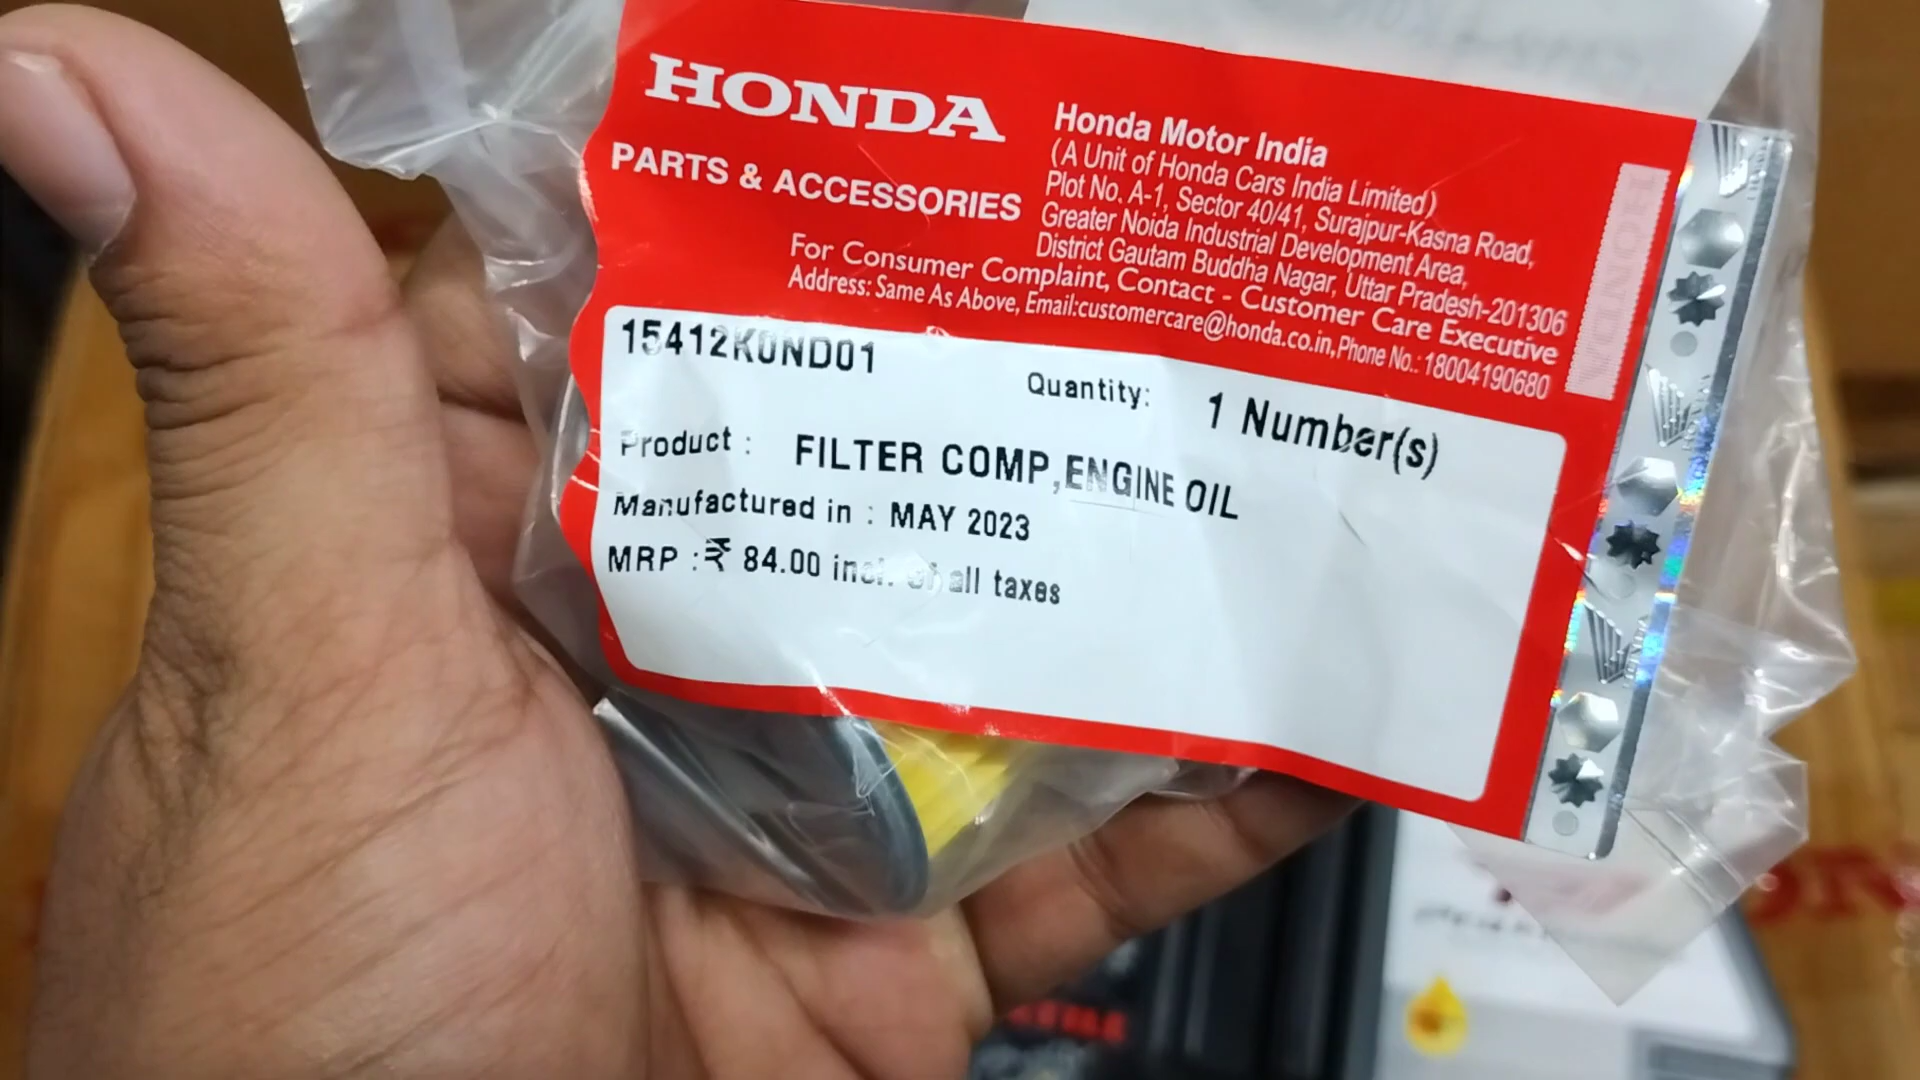 HONDA
PARTS & ACCESSORIES
Honda Motor India
(A Unit of Honda Cars India Limited)
Plot No. A-1, Sector 40/41, Surajpur-Kasna Road,
Greater Noida Industrial Development Area,
District Gautam Buddha Nagar, Uttar Pradesh-201306
For Consumer Complaint, Contact - Customer Care Executive
Address: Same As Above, Email:customercare@honda.co.in,Phone No.: 18004190680
HONDA
15412K0ND01
Quantity: 1 Number(s)
Product : FILTER COMP,ENGINE OIL
Manufactured in : MAY 2023
MRP :₹ 84.00 incl. of all taxes